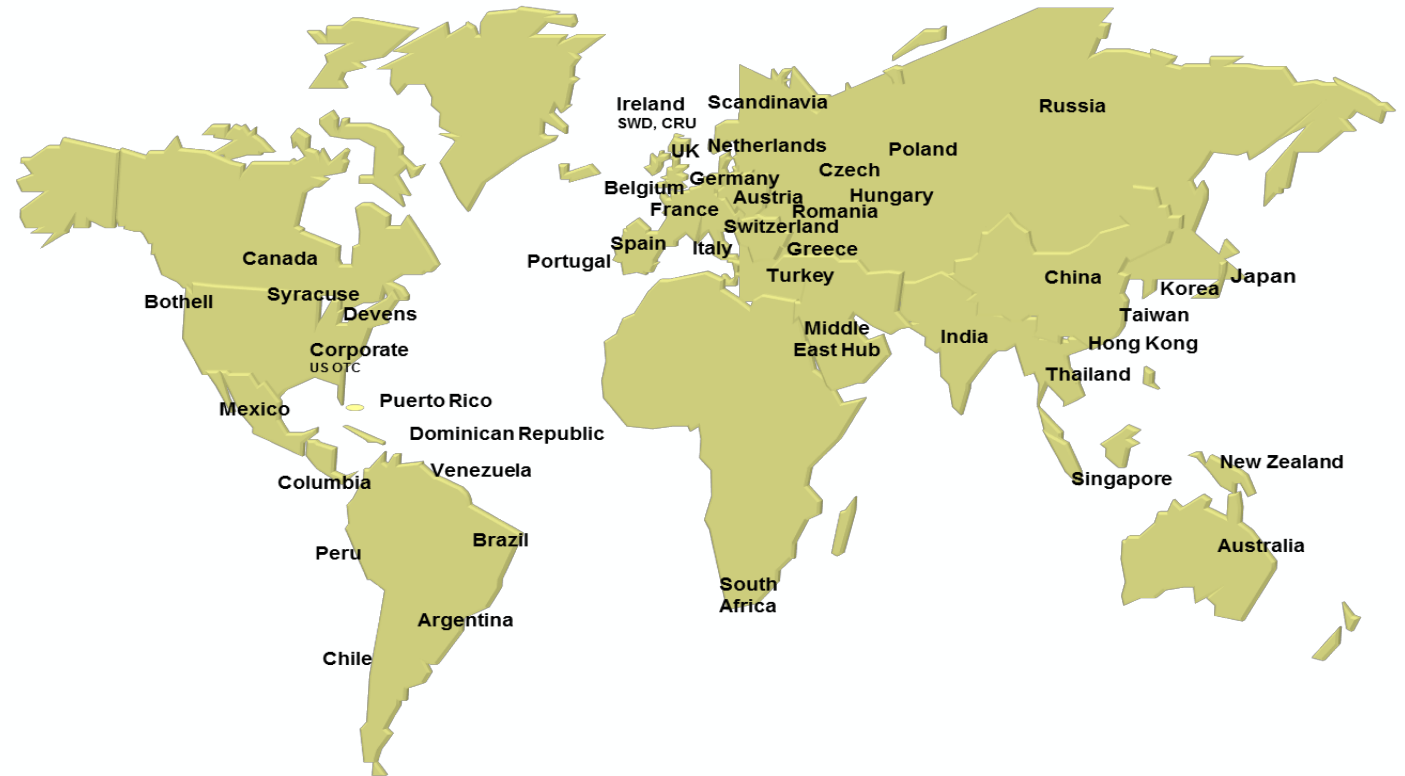 Ireland
SWD, CRU
Scandinavia
Russia
UK
Netherlands
Poland
Czech
Germany
Belgium
Austria
Hungary
France
Romania
Switzerland
Spain
Italy
Greece
Portugal
Turkey
Canada
China
Japan
Korea
Bothell
Syracuse
Devens
Taiwan
Middle
East Hub
India
Hong Kong
Corporate
US OTC
Thailand
Mexico
Puerto Rico
Dominican Republic
Venezuela
Columbia
New Zealand
Singapore
Peru
Brazil
Australia
South
Africa
Argentina
Chile